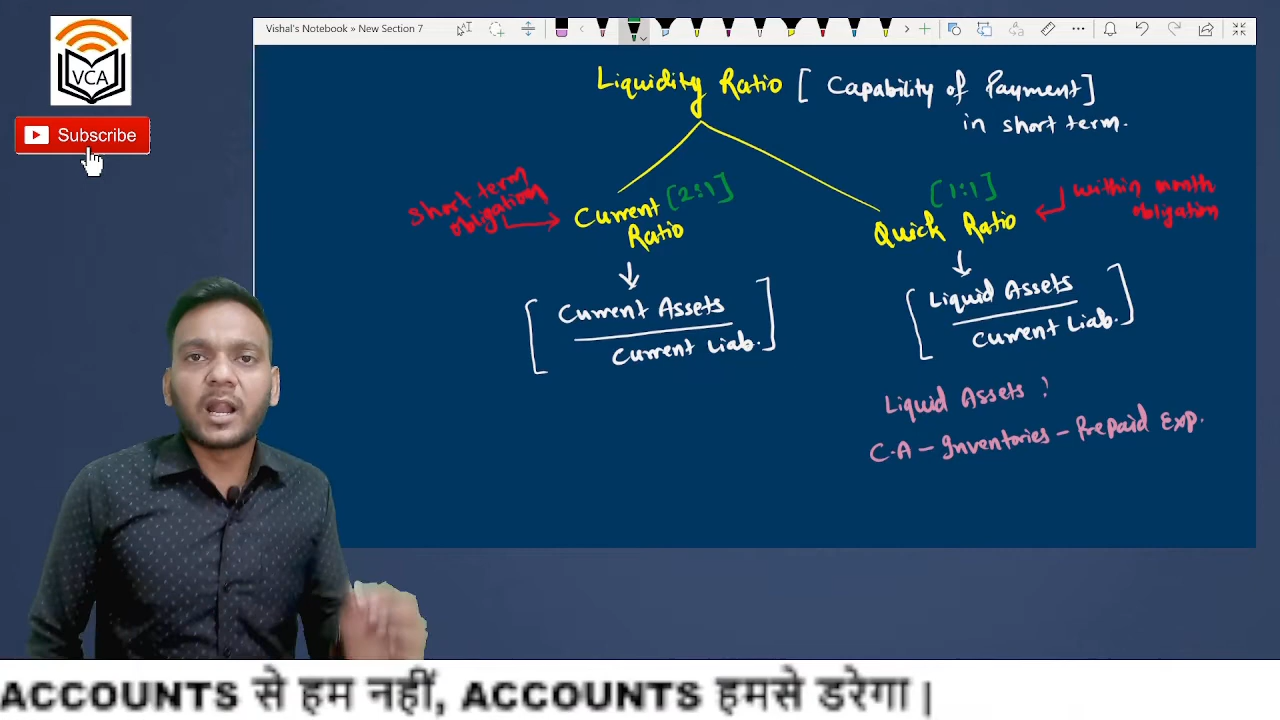 VCA
Subscribe
Vishal's Notebook » New Section 7
Liquidity Ratio [ Capability of Payment]
in short term.
short term
obligation
Current [2:1]
Ratio
[1:1]
Quick Ratio
within month
obligation
[ Current Assets
Current Liab. ]
[ Liquid Assets
Current Liab. ]
Liquid Assets :
C.A – Inventories – Prepaid Exp.
ACCOUNTS से हम नहीं, ACCOUNTS हमसे डरेगा |